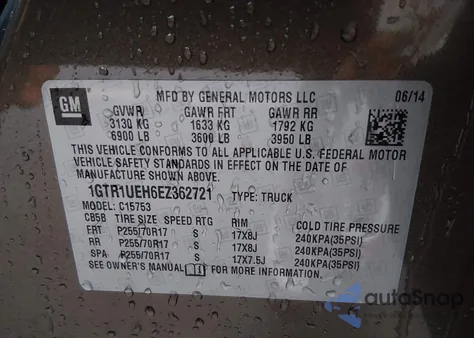 GM
MFD BY GENERAL MOTORS LLC 06/14
GVWR GAWR FRT GAWR RR
3130 KG 1633 KG 1792 KG
6900 LB 3600 LB 3950 LB
THIS VEHICLE CONFORMS TO ALL APPLICABLE U.S. FEDERAL MOTOR
VEHICLE SAFETY STANDARDS IN EFFECT ON THE DATE OF
MANUFACTURE SHOWN ABOVE.
1GTR1UEH6EZ362721 TYPE: TRUCK
MODEL: C15753
CB5B TIRE SIZE SPEED RTG RIM COLD TIRE PRESSURE
FRT P255/70R17 S 17X8J 240KPA(35PSI)
RR P255/70R17 S 17X8J 240KPA(35PSI)
SPA P255/70R17 S 17X7.5J 240KPA(35PSI)
SEE OWNER'S MANUAL FOR MORE INFORMATION.
autoSnap